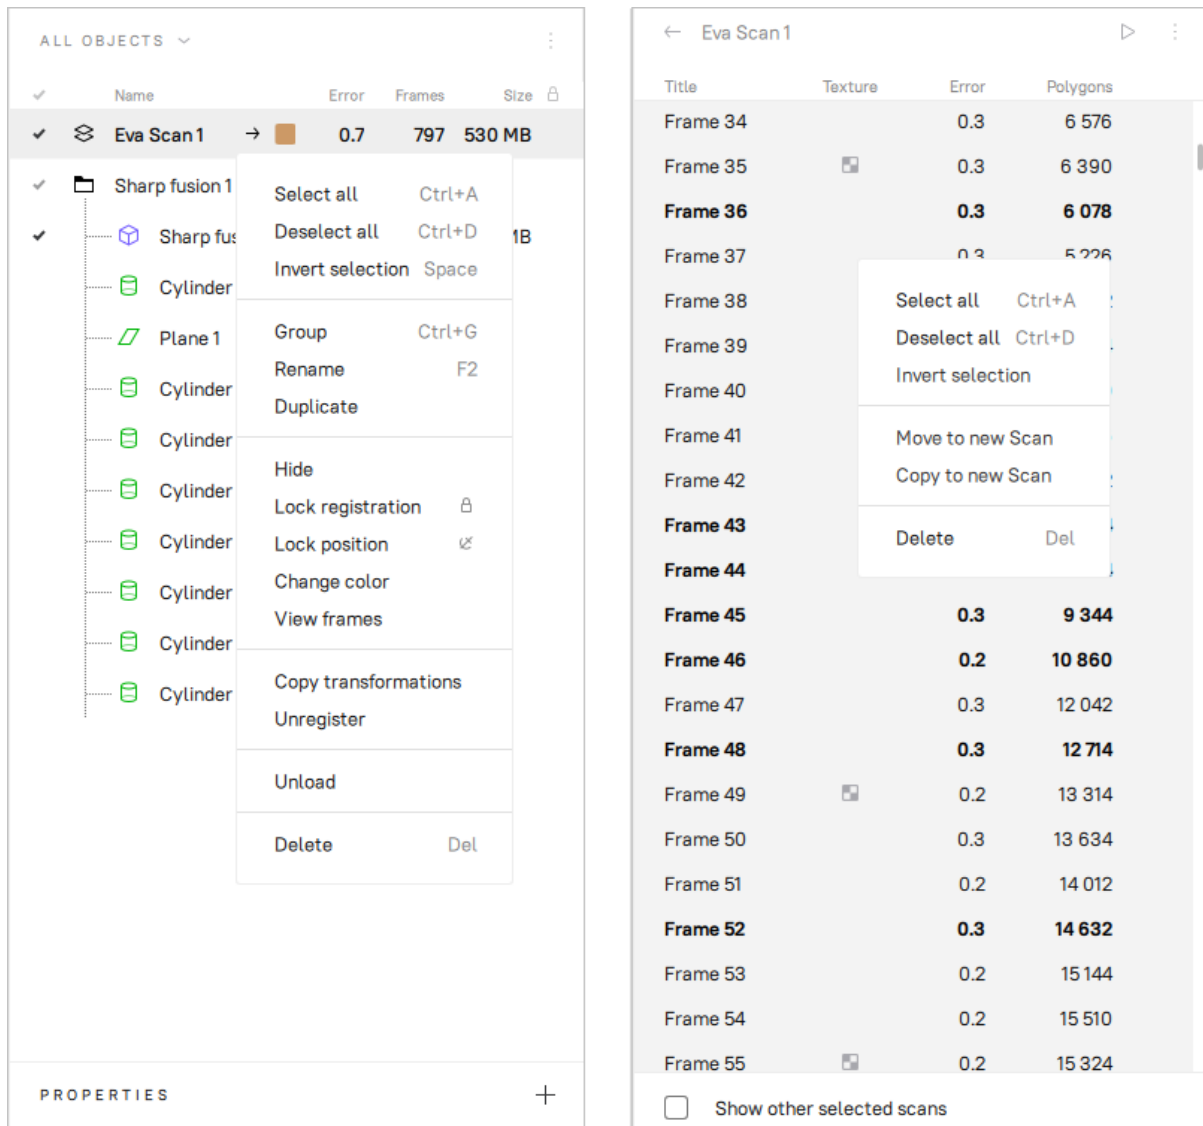 ALL OBJECTS
Name Error Frames Size
Eva Scan 1 0.7 797 530 MB
Sharp fusion 1
Sharp fus
Cylinder
Plane 1
Cylinder
Cylinder
Cylinder
Cylinder
Cylinder
Cylinder
Cylinder
Select all Ctrl+A
Deselect all Ctrl+D
Invert selection Space
Group Ctrl+G
Rename F2
Duplicate
Hide
Lock registration
Lock position
Change color
View frames
Copy transformations
Unregister
Unload
Delete Del
PROPERTIES
Eva Scan 1
Title Texture Error Polygons
Frame 34 0.3 6 576
Frame 35 0.3 6 390
Frame 36 0.3 6 078
Frame 37 0.3 5 226
Frame 38
Frame 39
Frame 40
Frame 41
Frame 42
Frame 43
Frame 44
Frame 45 0.3 9 344
Frame 46 0.2 10 860
Frame 47 0.3 12 042
Frame 48 0.3 12 714
Frame 49 0.2 13 314
Frame 50 0.3 13 634
Frame 51 0.2 14 012
Frame 52 0.3 14 632
Frame 53 0.2 15 144
Frame 54 0.2 15 510
Frame 55 0.2 15 324
Select all Ctrl+A
Deselect all Ctrl+D
Invert selection
Move to new Scan
Copy to new Scan
Delete Del
Show other selected scans